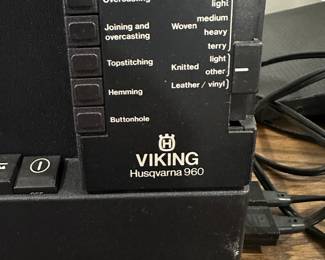 Overcasting
light
medium
Joining and
overcasting
Woven
heavy
terry
Topstitching
Knitted
light
other
Hemming
Leather / vinyl
Buttonhole
VIKING
Husqvarna 960